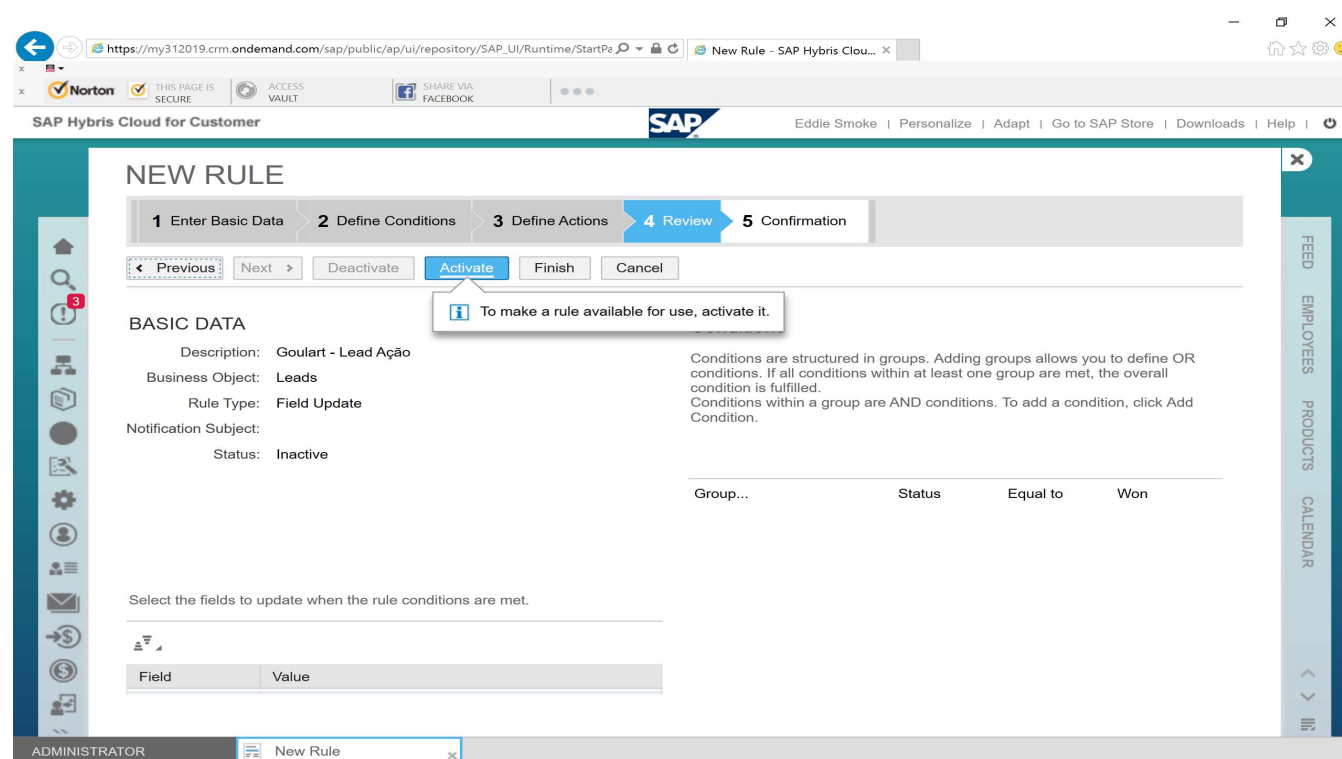 https://my312019.crm.ondemand.com/sap/public/ap/ui/repository/SAP_UI/Runtime/StartPa
New Rule - SAP Hybris Clou...
Norton
THIS PAGE IS SECURE
ACCESS VAULT
SHARE VIA FACEBOOK
SAP Hybris Cloud for Customer
SAP
Eddie Smoke | Personalize | Adapt | Go to SAP Store | Downloads | Help |
NEW RULE
1 Enter Basic Data 2 Define Conditions 3 Define Actions 4 Review 5 Confirmation
Previous Next Deactivate Activate Finish Cancel
To make a rule available for use, activate it.
3
BASIC DATA
Description: Goulart - Lead Ação
Business Object: Leads
Rule Type: Field Update
Notification Subject:
Status: Inactive
Conditions are structured in groups. Adding groups allows you to define OR
conditions. If all conditions within at least one group are met, the overall
condition is fulfilled.
Conditions within a group are AND conditions. To add a condition, click Add
Condition.
Group... Status Equal to Won
Select the fields to update when the rule conditions are met.
Field Value
FEED
EMPLOYEES
PRODUCTS
CALENDAR
ADMINISTRATOR
New Rule